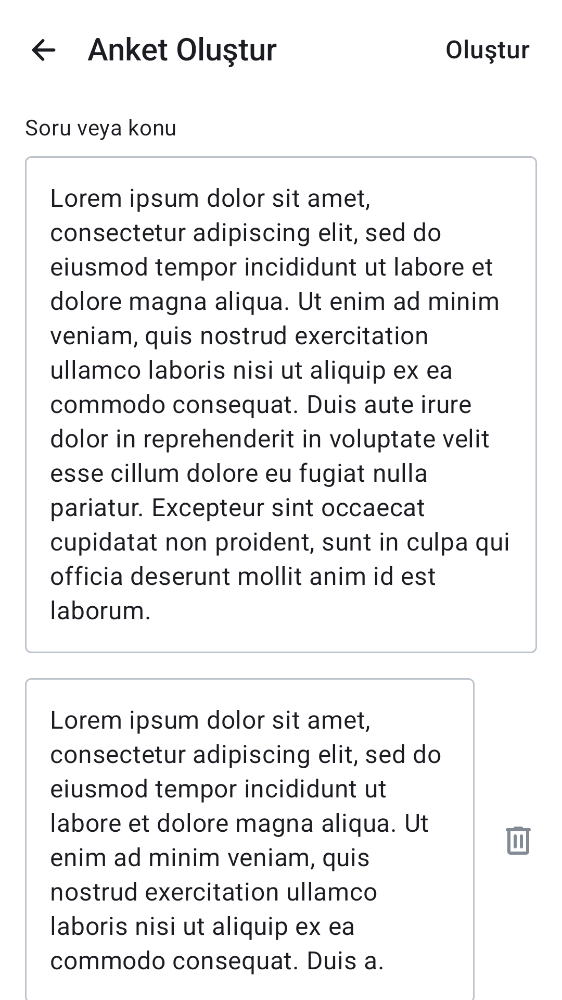 Anket Oluştur
Oluştur
Soru veya konu
Lorem ipsum dolor sit amet,
consectetur adipiscing elit, sed do
eiusmod tempor incididunt ut labore et
dolore magna aliqua. Ut enim ad minim
veniam, quis nostrud exercitation
ullamco laboris nisi ut aliquip ex ea
commodo consequat. Duis aute irure
dolor in reprehenderit in voluptate velit
esse cillum dolore eu fugiat nulla
pariatur. Excepteur sint occaecat
cupidatat non proident, sunt in culpa qui
officia deserunt mollit anim id est
laborum.
Lorem ipsum dolor sit amet,
consectetur adipiscing elit, sed do
eiusmod tempor incididunt ut
labore et dolore magna aliqua. Ut
enim ad minim veniam, quis
nostrud exercitation ullamco
laboris nisi ut aliquip ex ea
commodo consequat. Duis a.